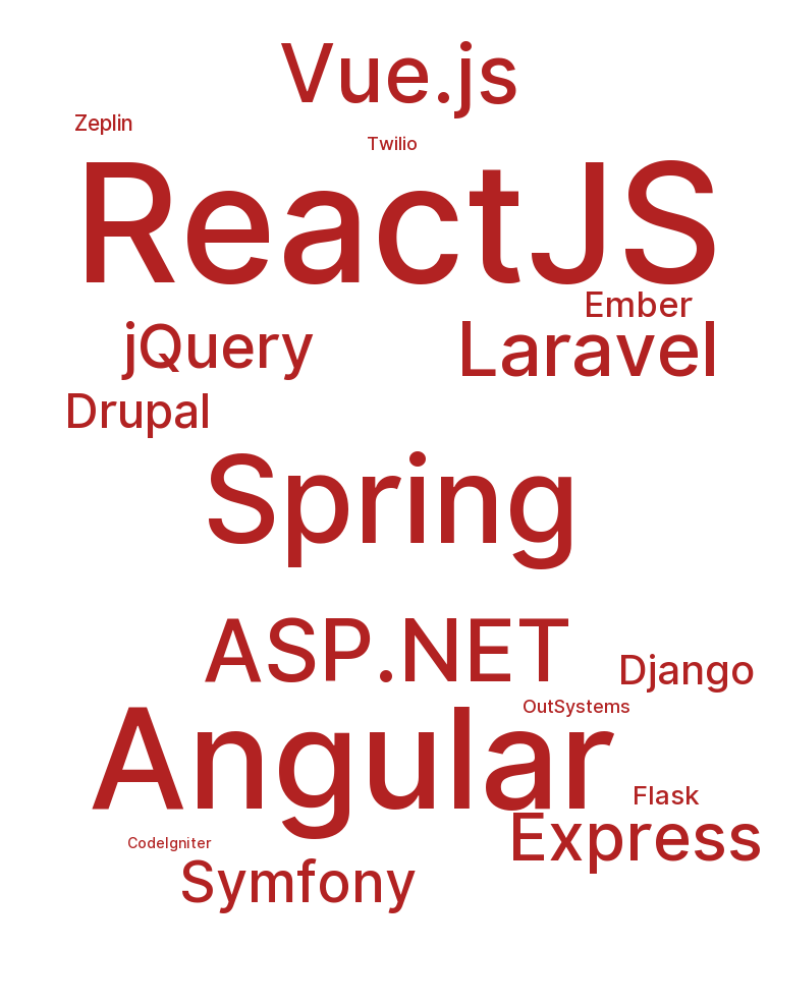 Vue.js
Zeplin
Twilio
ReactJS
Ember
jQuery
Laravel
Drupal
Spring
ASP.NET
Django
OutSystems
Angular
Flask
Express
CodeIgniter
Symfony